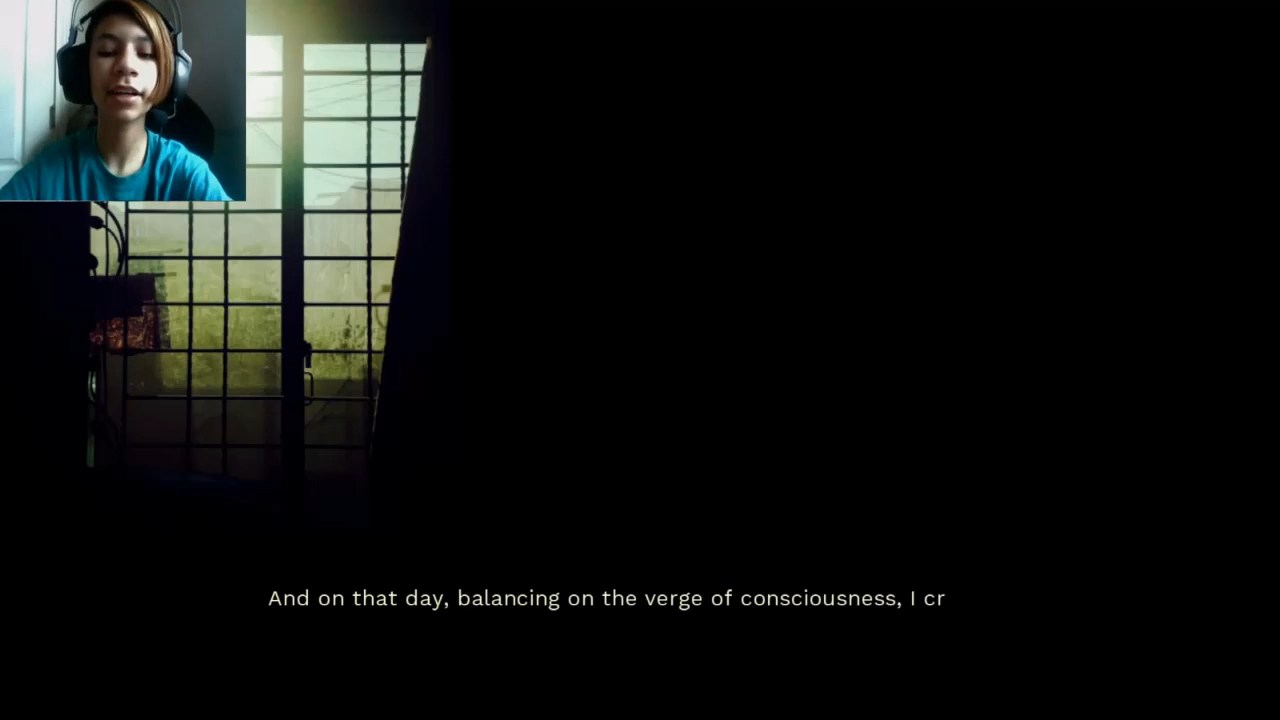 And on that day, balancing on the verge of consciousness, I cr